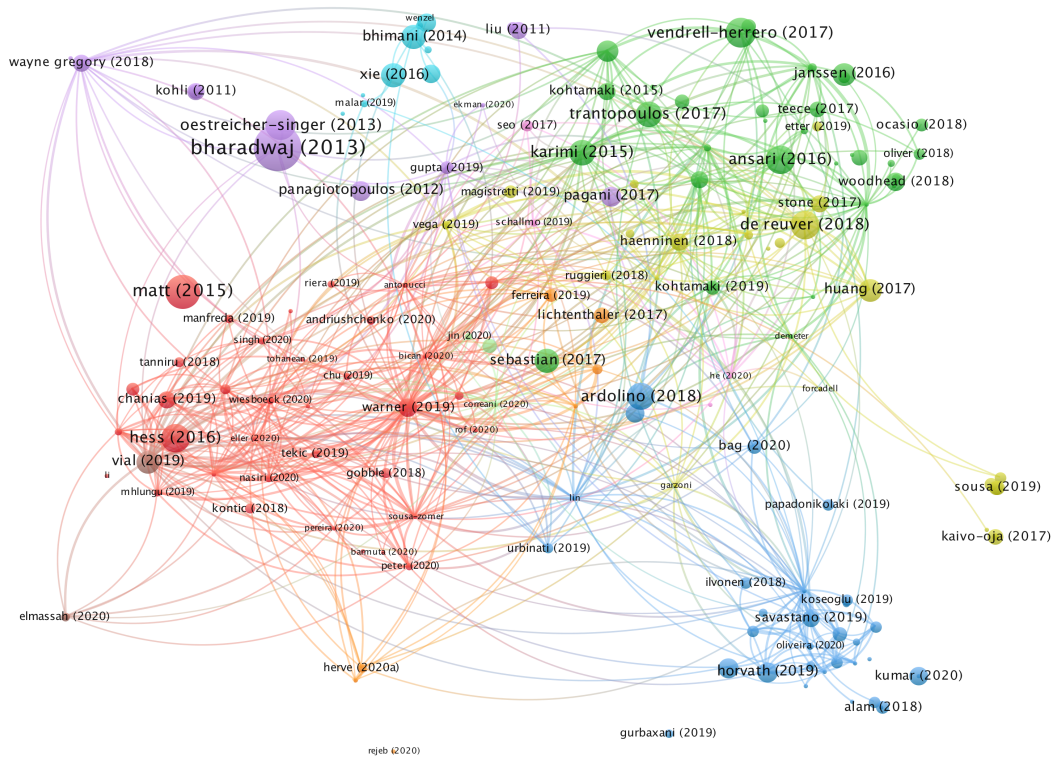 wenzel
liu (2011)
vendrell-herrero (2017)
bhimani (2014)
wayne gregory (2018)
xie (2016)
janssen (2016)
kohli (2011)
kohtamaki (2015)
malar (2019)
ekman (2020)
trantopoulos (2017)
teece (2017)
oestreicher-singer (2013)
seo (2017)
etter (2019)
ocasio (2018)
bharadwaj (2013)
karimi (2015)
ansari (2016)
oliver (2018)
gupta (2019)
woodhead (2018)
panagiotopoulos (2012)
magistretti (2019)
pagani (2017)
stone (2017)
vega (2019)
schallmo (2019)
de reuver (2018)
haenninen (2018)
ruggieri (2018)
matt (2015)
riera (2019)
antonucci
kohtamaki (2019)
huang (2017)
ferreira (2019)
manfreda (2019)
andriushchenko (2020)
lichtenthaler (2017)
singh (2020)
jin (2020)
demeter
tanniru (2018)
tohanean (2019)
bican (2020)
sebastian (2017)
chu (2019)
he (2020)
forcadell
chanias (2019)
wiesboeck (2020)
warner (2019)
correani (2020)
ardolino (2018)
hess (2016)
eller (2020)
rof (2020)
bag (2020)
vial (2019)
tekic (2019)
li
nasiri (2020)
gobble (2018)
garzoni
sousa (2019)
mhlungu (2019)
lin
kontic (2018)
sousa-zomer
papadonikolaki (2019)
pereira (2020)
kaivo-oja (2017)
barmuta (2020)
urbinati (2019)
peter (2020)
ilvonen (2018)
koseoglu (2019)
elmassah (2020)
savastano (2019)
oliveira (2020)
herve (2020a)
horvath (2019)
kumar (2020)
alam (2018)
gurbaxani (2019)
rejeb (2020)